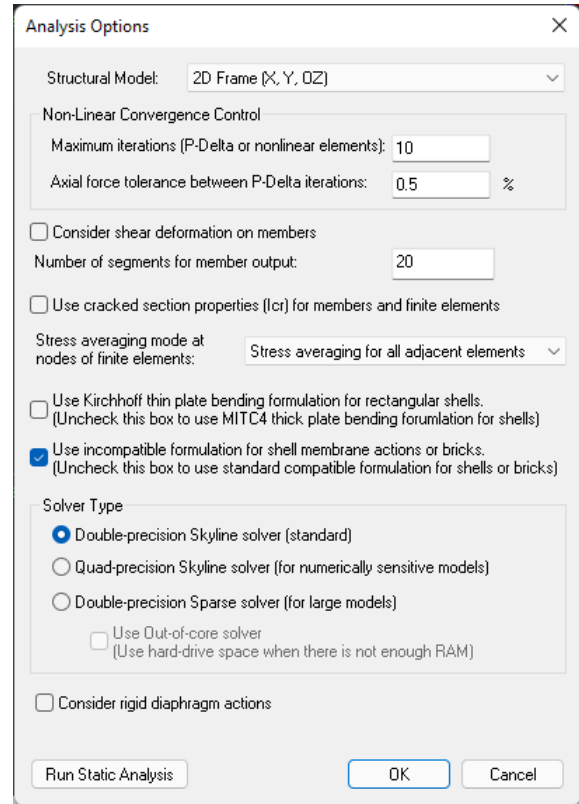 Analysis Options
Structural Model: 2D Frame (X, Y, OZ)
Non-Linear Convergence Control
Maximum iterations (P-Delta or nonlinear elements): 10
Axial force tolerance between P-Delta iterations: 0.5 %
Consider shear deformation on members
Number of segments for member output: 20
Use cracked section properties (Icr) for members and finite elements
Stress averaging mode at
nodes of finite elements: Stress averaging for all adjacent elements
Use Kirchhoff thin plate bending formulation for rectangular shells.
(Uncheck this box to use MITC4 thick plate bending forumlation for shells)
Use incompatible formulation for shell membrane actions or bricks.
(Uncheck this box to use standard compatible formulation for shells or bricks)
Solver Type
Double-precision Skyline solver (standard)
Quad-precision Skyline solver (for numerically sensitive models)
Double-precision Sparse solver (for large models)
Use Out-of-core solver
(Use hard-drive space when there is not enough RAM)
Consider rigid diaphragm actions
Run Static Analysis OK Cancel